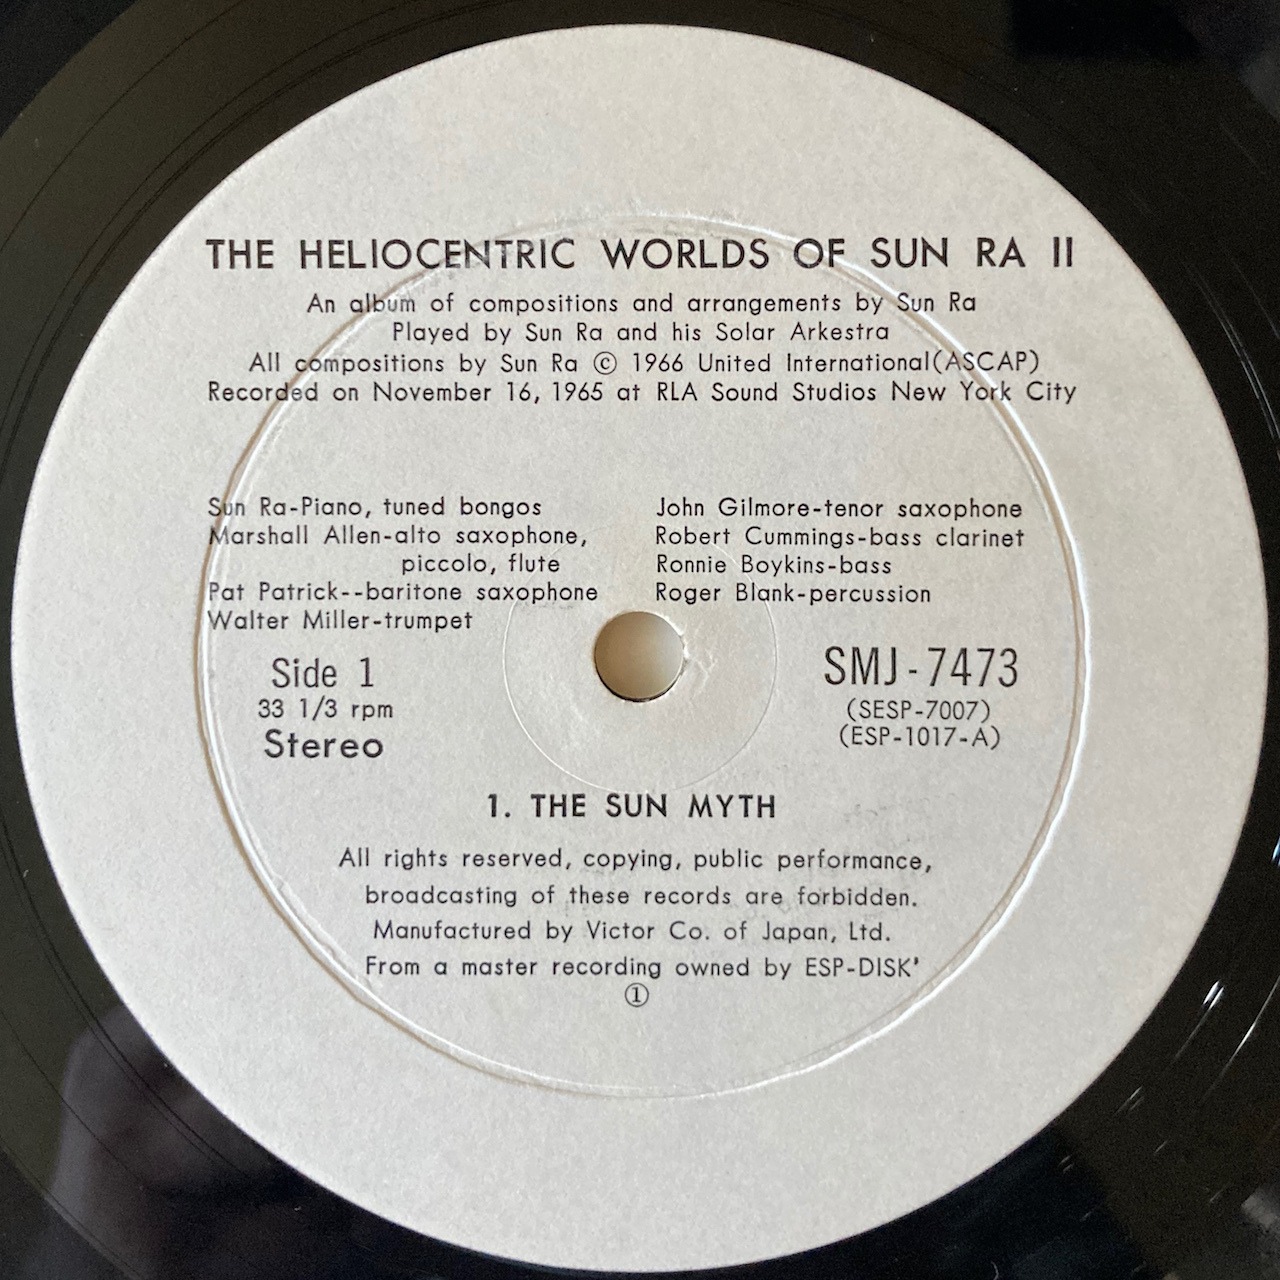 THE HELIOCENTRIC WORLDS OF SUN RA II
An album of compositions and arrangements by Sun Ra
Played by Sun Ra and his Solar Arkestra
All compositions by Sun Ra © 1966 United International(ASCAP)
Recorded on November 16, 1965 at RLA Sound Studios New York City
Sun Ra-Piano, tuned bongos
Marshall Allen-alto saxophone,
piccolo, flute
Pat Patrick--baritone saxophone
Walter Miller-trumpet
John Gilmore-tenor saxophone
Robert Cummings-bass clarinet
Ronnie Boykins-bass
Roger Blank-percussion
Side 1
33 1/3 rpm
Stereo
SMJ-7473
(SESP-7007)
(ESP-1017-A)
1. THE SUN MYTH
All rights reserved, copying, public performance,
broadcasting of these records are forbidden.
Manufactured by Victor Co. of Japan, Ltd.
From a master recording owned by ESP-DISK'
①